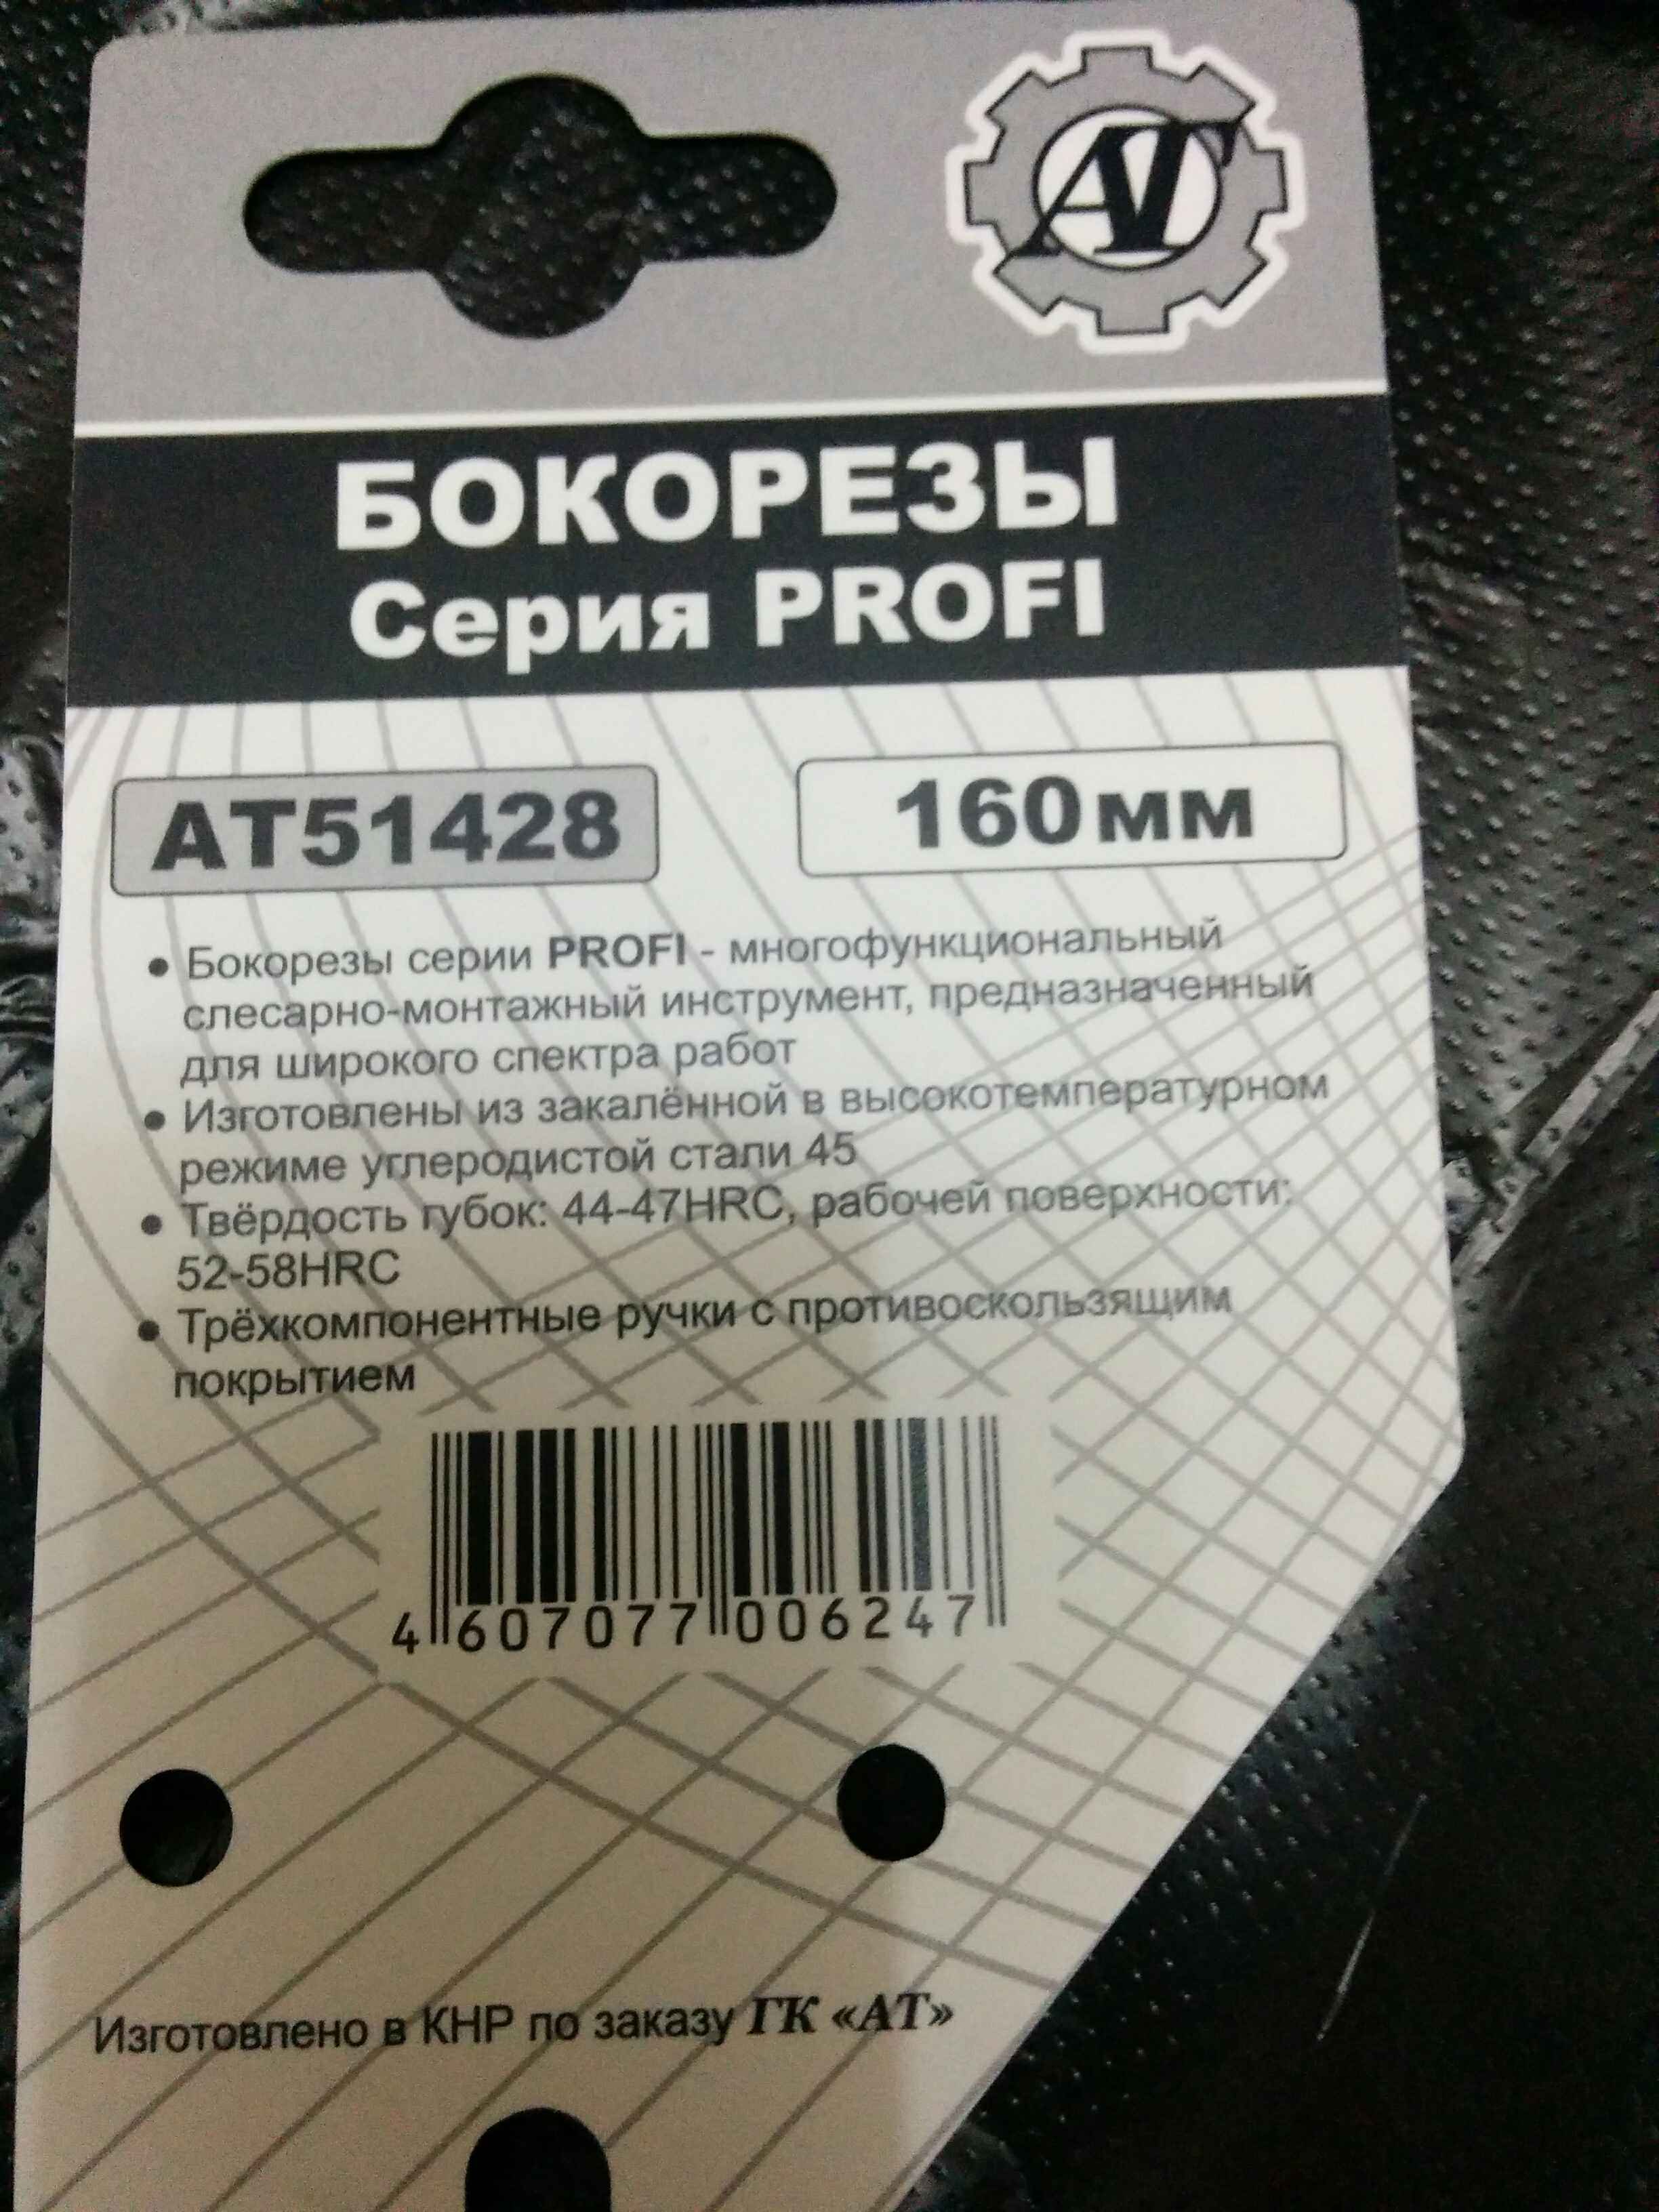 АТ
БОКОРЕЗЫ
Серия PROFI
АТ51428
160мм
• Бокорезы серии PROFI - многофункциональный
слесарно-монтажный инструмент, предназначенный
для широкого спектра работ
• Изготовлены из закалённой в высокотемпературном
режиме углеродистой стали 45
• Твёрдость губок: 44-47HRC, рабочей поверхности:
52-58HRC
• Трёхкомпонентные ручки с противоскользящим
покрытием
4 607077 006247
Изготовлено в КНР по заказу ГК «АТ»